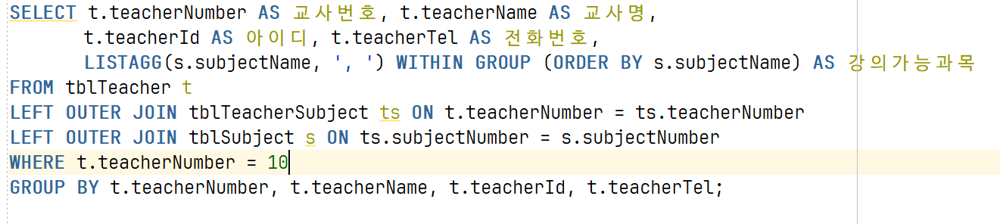 SELECT t.teacherNumber AS 교사번호, t.teacherName AS 교사명,
t.teacherId AS 아이디, t.teacherTel AS 전화번호,
LISTAGG(s.subjectName, ', ') WITHIN GROUP (ORDER BY s.subjectName) AS 강의가능과목
FROM tblTeacher t
LEFT OUTER JOIN tblTeacherSubject ts ON t.teacherNumber = ts.teacherNumber
LEFT OUTER JOIN tblSubject s ON ts.subjectNumber = s.subjectNumber
WHERE t.teacherNumber = 10
GROUP BY t.teacherNumber, t.teacherName, t.teacherId, t.teacherTel;